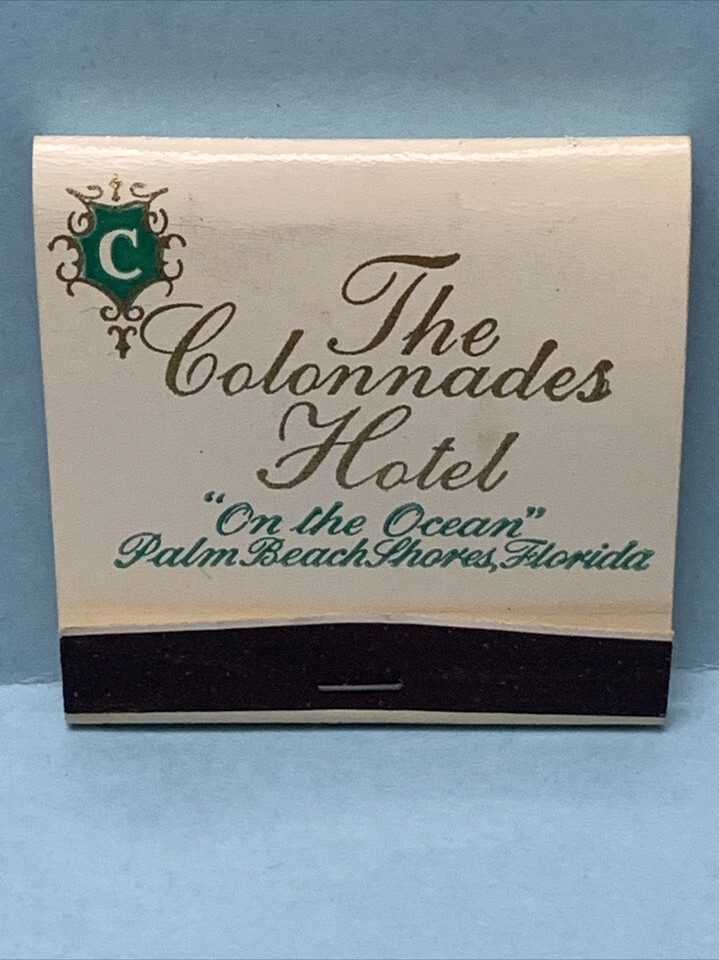 C
The
Colonnades
Hotel
"On the Ocean"
Palm Beach Shores, Florida